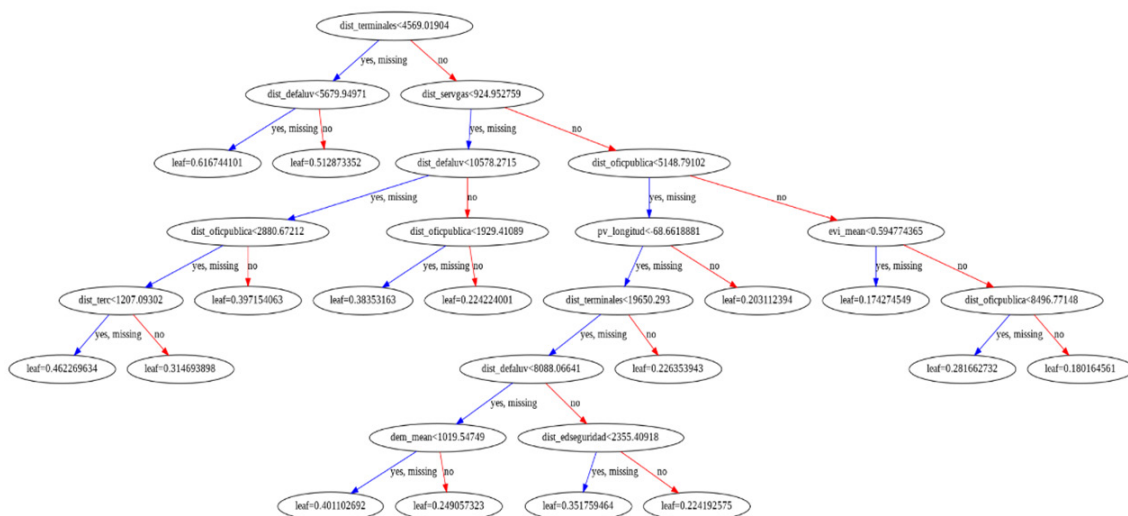 dist_terminales<4569.01904
yes, missing
no
dist_defaluv<5679.94971
dist_servgas<924.952759
yes, missing
no
yes, missing
no
leaf=0.616744101
leaf=0.512873352
dist_defaluv<10578.2715
dist_oficpublica<5148.79102
yes, missing
no
yes, missing
no
dist_oficpublica<2880.67212
dist_oficpublica<1929.41089
pv_longitud<-68.6618881
evi_mean<0.594774365
yes, missing
no
yes, missing
no
yes, missing
no
yes, missing
no
dist_terc<1207.09302
leaf=0.397154063
leaf=0.38353163
leaf=0.224224001
dist_terminales<19650.293
leaf=0.203112394
leaf=0.174274549
dist_oficpublica<8496.77148
yes, missing
no
yes, missing
no
yes, missing
no
leaf=0.462269634
leaf=0.314693898
dist_defaluv<8088.06641
leaf=0.226353943
leaf=0.281662732
leaf=0.180164561
yes, missing
no
dem_mean<1019.54749
dist_edseguridad<2355.40918
yes, missing
no
yes, missing
no
leaf=0.401102692
leaf=0.249057323
leaf=0.351759464
leaf=0.224192575